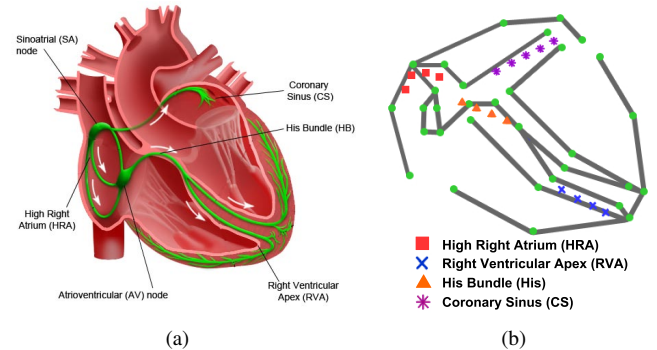 Sinoatrial (SA)
node
Coronary
Sinus (CS)
His Bundle (HB)
High Right
Atrium (HRA)
Atrioventricular (AV) node
Right Ventricular
Apex (RVA)
(a)
High Right Atrium (HRA)
Right Ventricular Apex (RVA)
His Bundle (His)
Coronary Sinus (CS)
(b)